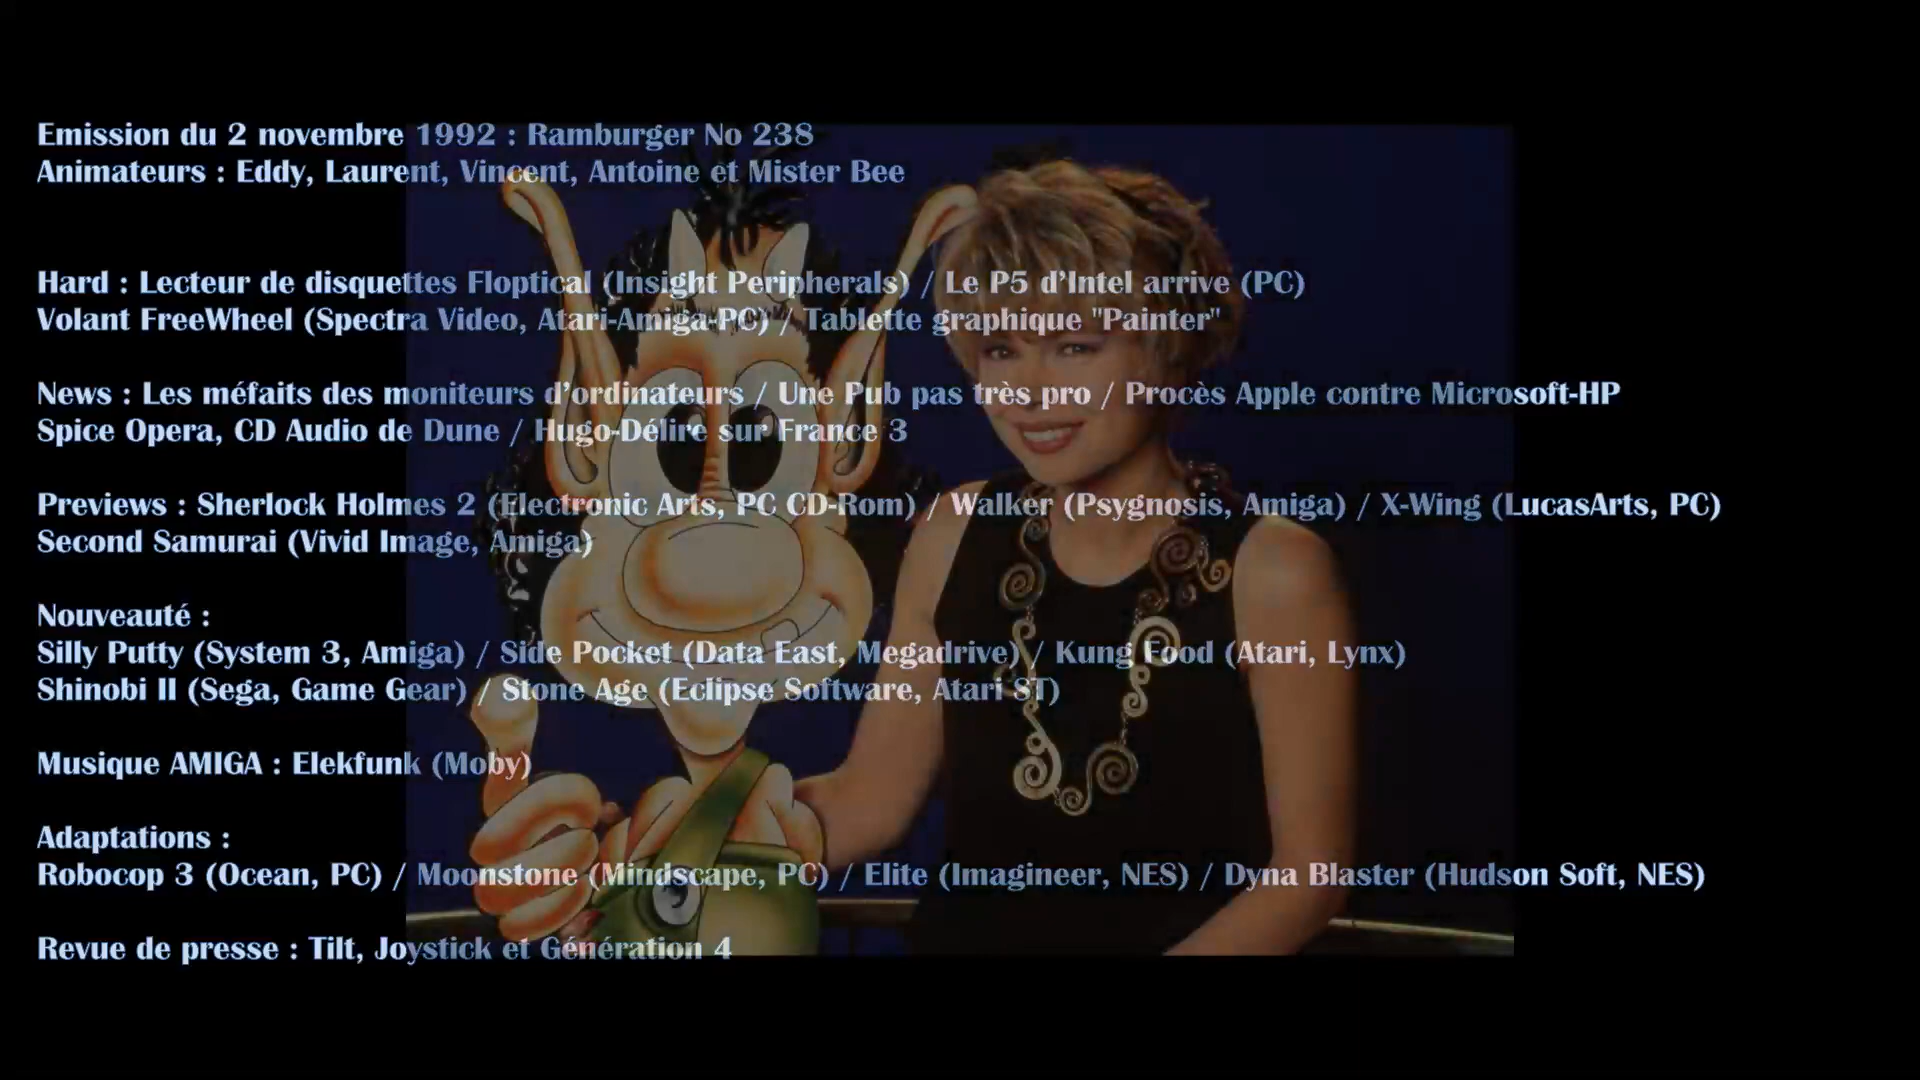 Emission du 2 novembre 1992 : Ramburger No 238
Animateurs : Eddy, Laurent, Vincent, Antoine et Mister Bee
Hard : Lecteur de disquettes Floptical (Insight Peripherals) / Le P5 d’Intel arrive (PC)
Volant FreeWheel (Spectra Video, Atari-Amiga-PC) / Tablette graphique "Painter"
News : Les méfaits des moniteurs d’ordinateurs / Une Pub pas très pro / Procès Apple contre Microsoft-HP
Spice Opera, CD Audio de Dune / Hugo-Délire sur France 3
Previews : Sherlock Holmes 2 (Electronic Arts, PC CD-Rom) / Walker (Psygnosis, Amiga) / X-Wing (LucasArts, PC)
Second Samurai (Vivid Image, Amiga)
Nouveauté :
Silly Putty (System 3, Amiga) / Side Pocket (Data East, Megadrive) / Kung Food (Atari, Lynx)
Shinobi II (Sega, Game Gear) / Stone Age (Eclipse Software, Atari ST)
Musique AMIGA : Elekfunk (Moby)
Adaptations :
Robocop 3 (Ocean, PC) / Moonstone (Mindscape, PC) / Elite (Imagineer, NES) / Dyna Blaster (Hudson Soft, NES)
Revue de presse : Tilt, Joystick et Génération 4